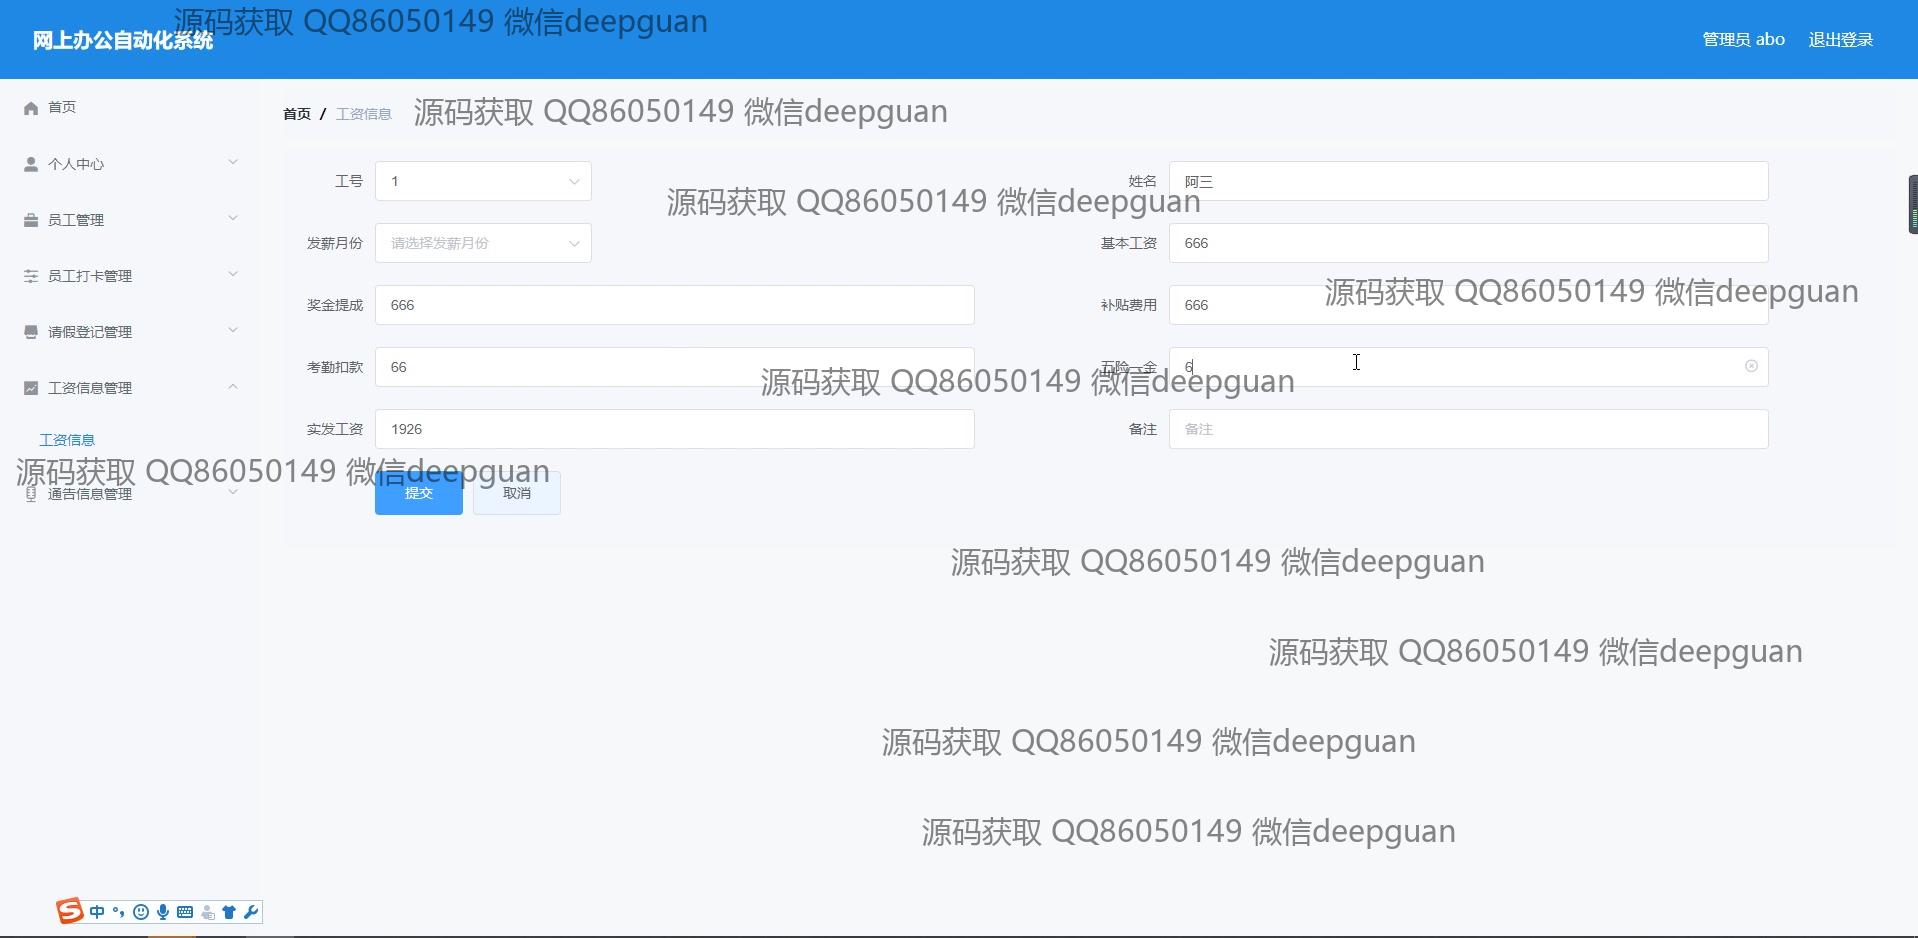 源码获取 QQ86050149 微信deepguan
网上办公自动化系统
管理员 abo
退出登录
首页
个人中心
员工管理
员工打卡管理
请假登记管理
工资信息管理
工资信息
通告信息管理
首页 / 工资信息
源码获取 QQ86050149 微信deepguan
工号 1
姓名 阿三
源码获取 QQ86050149 微信deepguan
发薪月份 请选择发薪月份
基本工资 666
源码获取 QQ86050149 微信deepguan
奖金提成 666
补贴费用 666
考勤扣款 66
五险一金 6
源码获取 QQ86050149 微信deepguan
实发工资 1926
备注 备注
源码获取 QQ86050149 微信deepguan
提交
取消
源码获取 QQ86050149 微信deepguan
源码获取 QQ86050149 微信deepguan
源码获取 QQ86050149 微信deepguan
源码获取 QQ86050149 微信deepguan
S 中